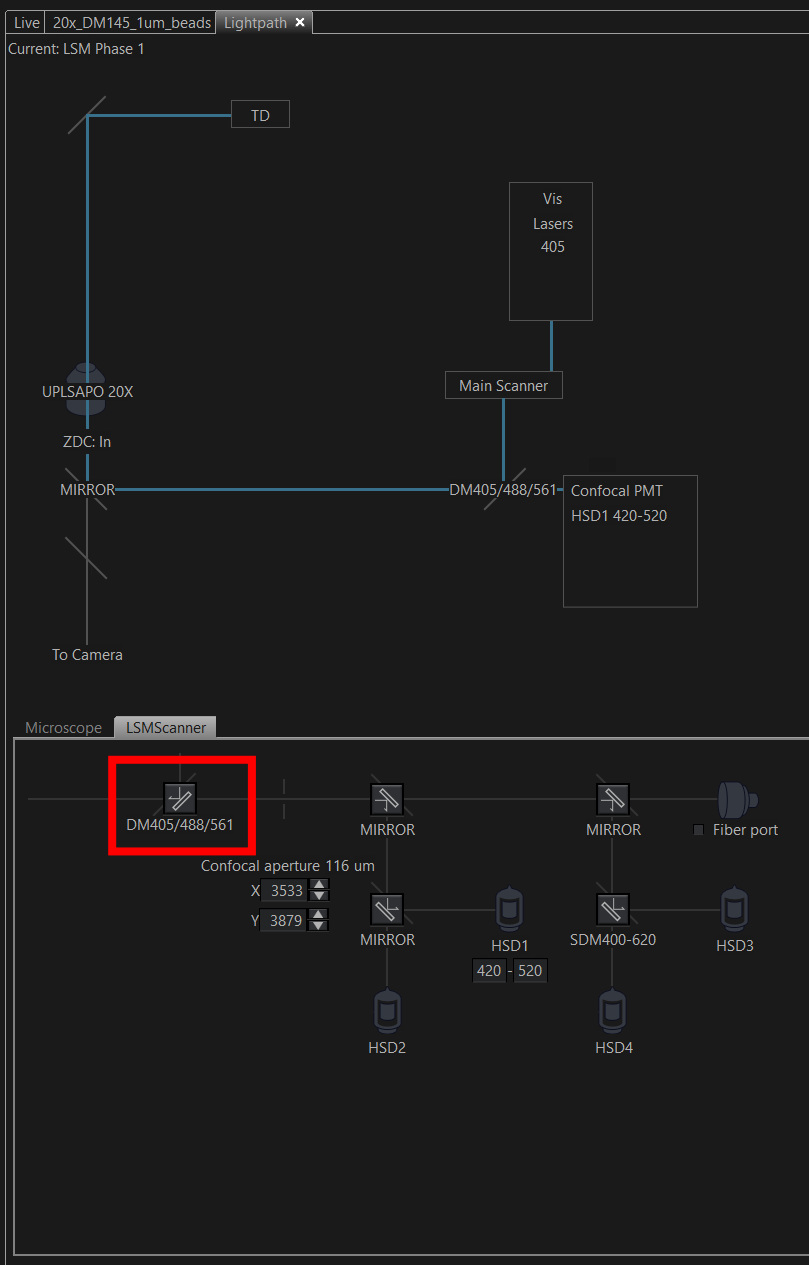 Live 20x_DM145_1um_beads Lightpath ×
Current: LSM Phase 1
TD
Vis
Lasers
405
UPLSAPO 20X
Main Scanner
ZDC: In
MIRROR
DM405/488/561
Confocal PMT
HSD1 420-520
To Camera
Microscope LSMScanner
DM405/488/561
MIRROR
MIRROR
Fiber port
Confocal aperture 116 um
X 3533
Y 3879
MIRROR
HSD1
420 - 520
SDM400-620
HSD3
HSD2
HSD4